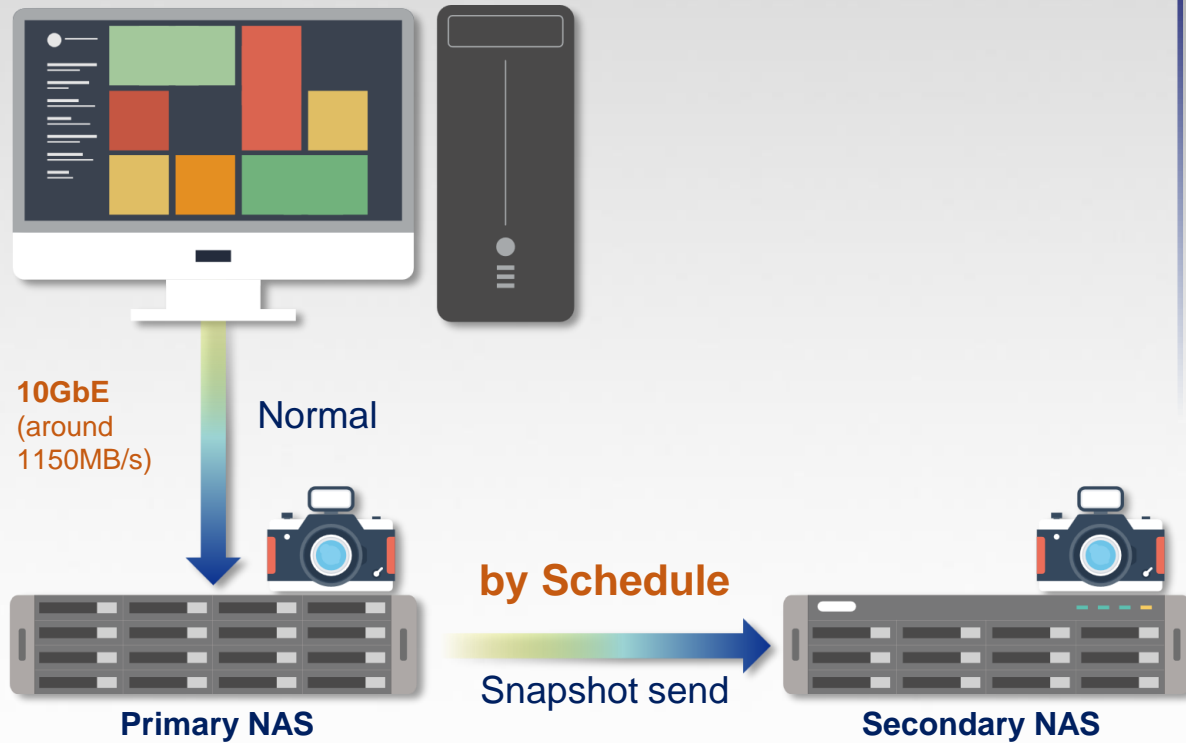 10GbE
(around
1150MB/s)
Normal
by Schedule
Snapshot send
Primary NAS
Secondary NAS